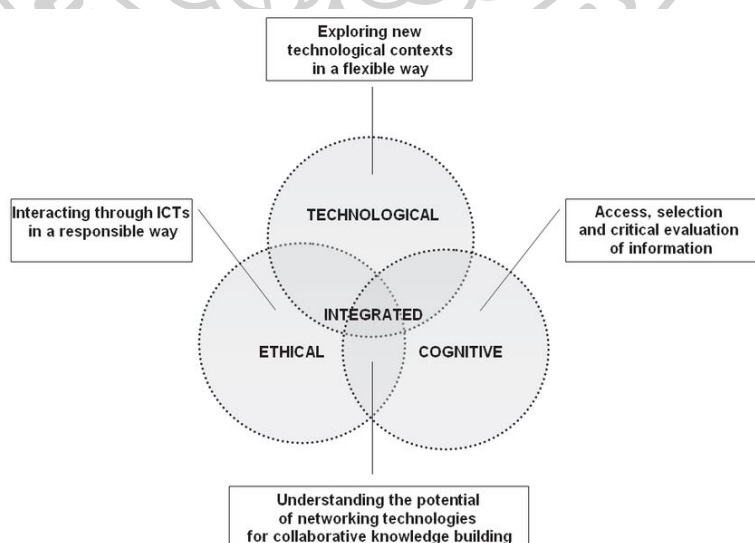 Exploring new
technological contexts
in a flexible way
TECHNOLOGICAL
Interacting through ICTs
in a responsible way
Access, selection
and critical evaluation
of information
INTEGRATED
ETHICAL
COGNITIVE
Understanding the potential
of networking technologies
for collaborative knowledge building